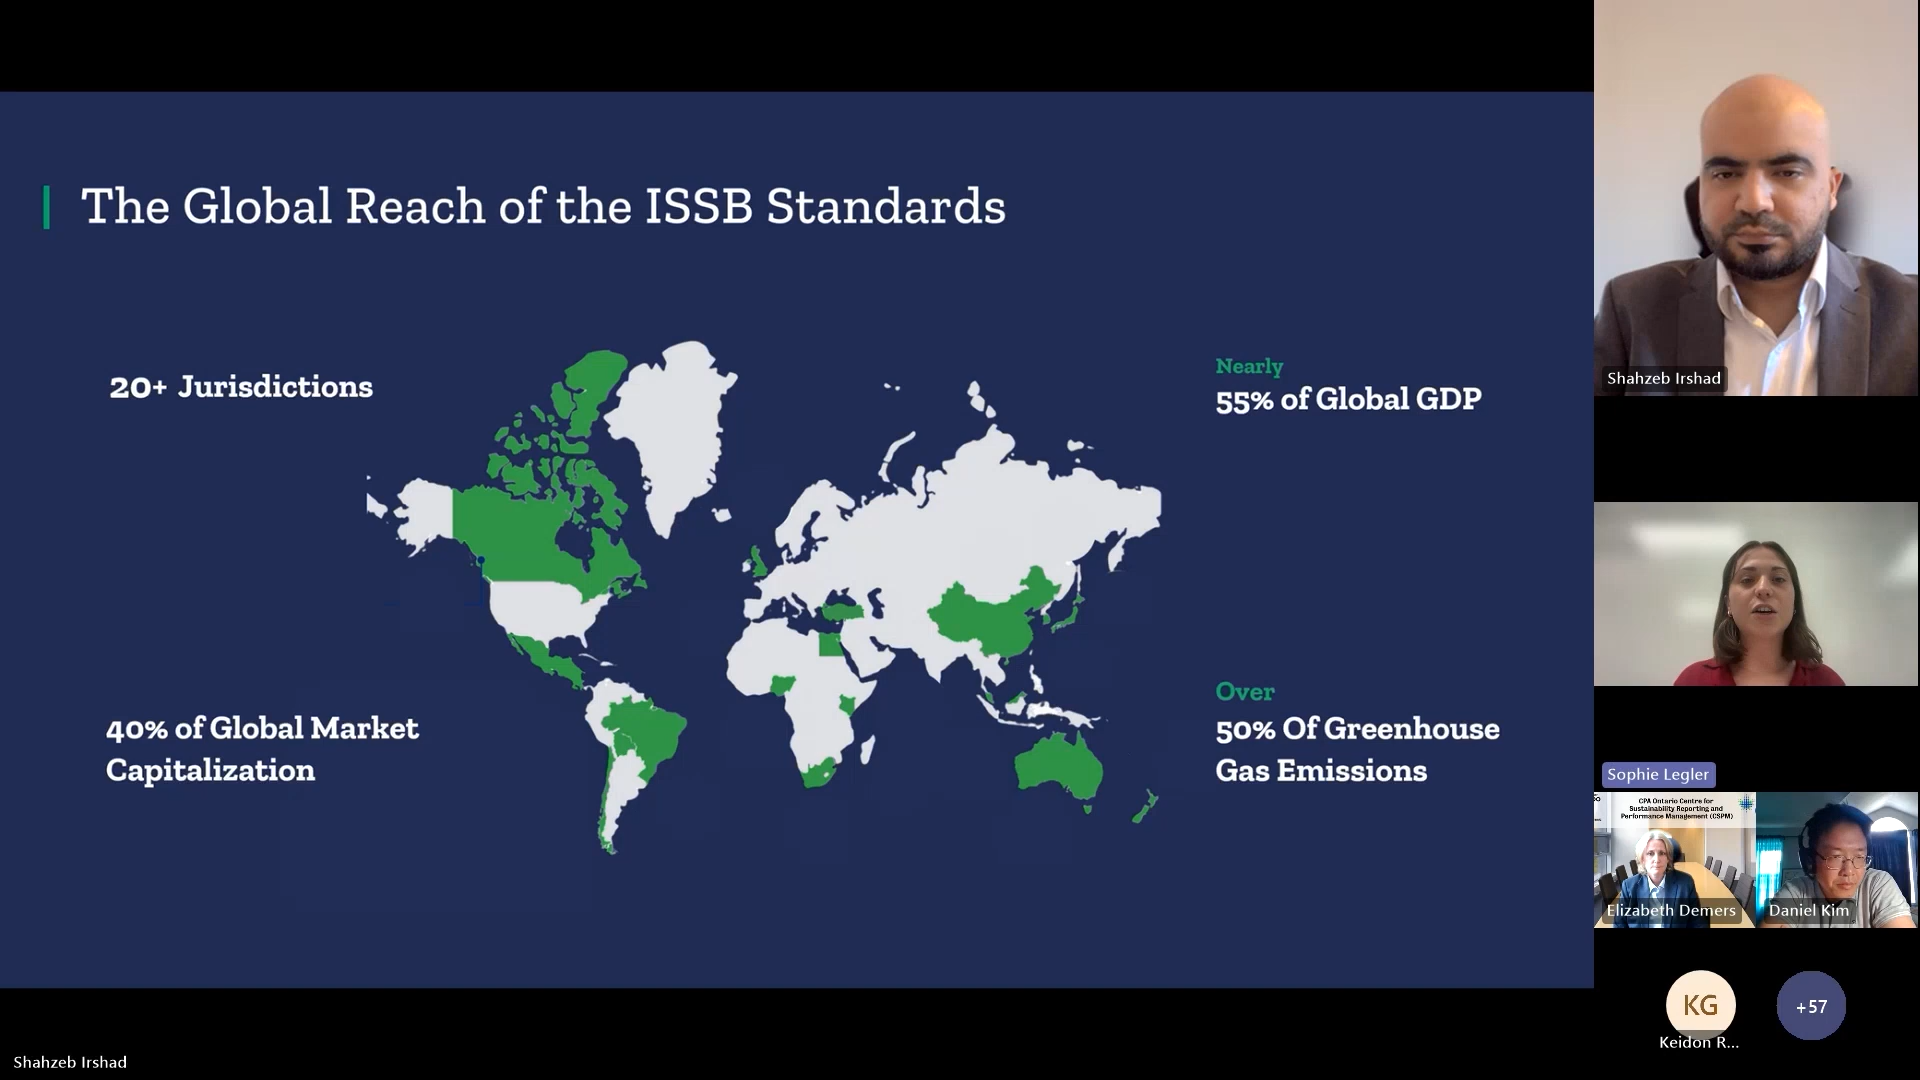 The Global Reach of the ISSB Standards
20+ Jurisdictions
Nearly
55% of Global GDP
40% of Global Market
Capitalization
Over
50% Of Greenhouse
Gas Emissions
Shahzeb Irshad
Sophie Legler
CPA Ontario Centre for
Sustainability Reporting and
Performance Management (CSPM)
Elizabeth Demers
Daniel Kim
KG
+57
Keidon R...
Shahzeb Irshad